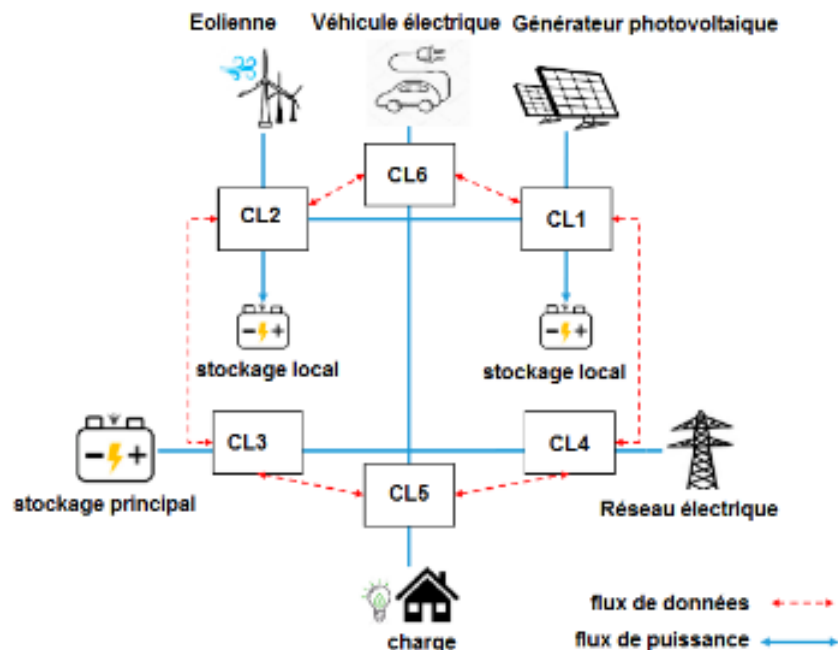 Eolienne
Véhicule électrique
Générateur photovoltaique
CL6
CL2
CL1
stockage local
stockage local
CL3
CL4
stockage principal
CL5
Réseau électrique
charge
flux de données
flux de puissance